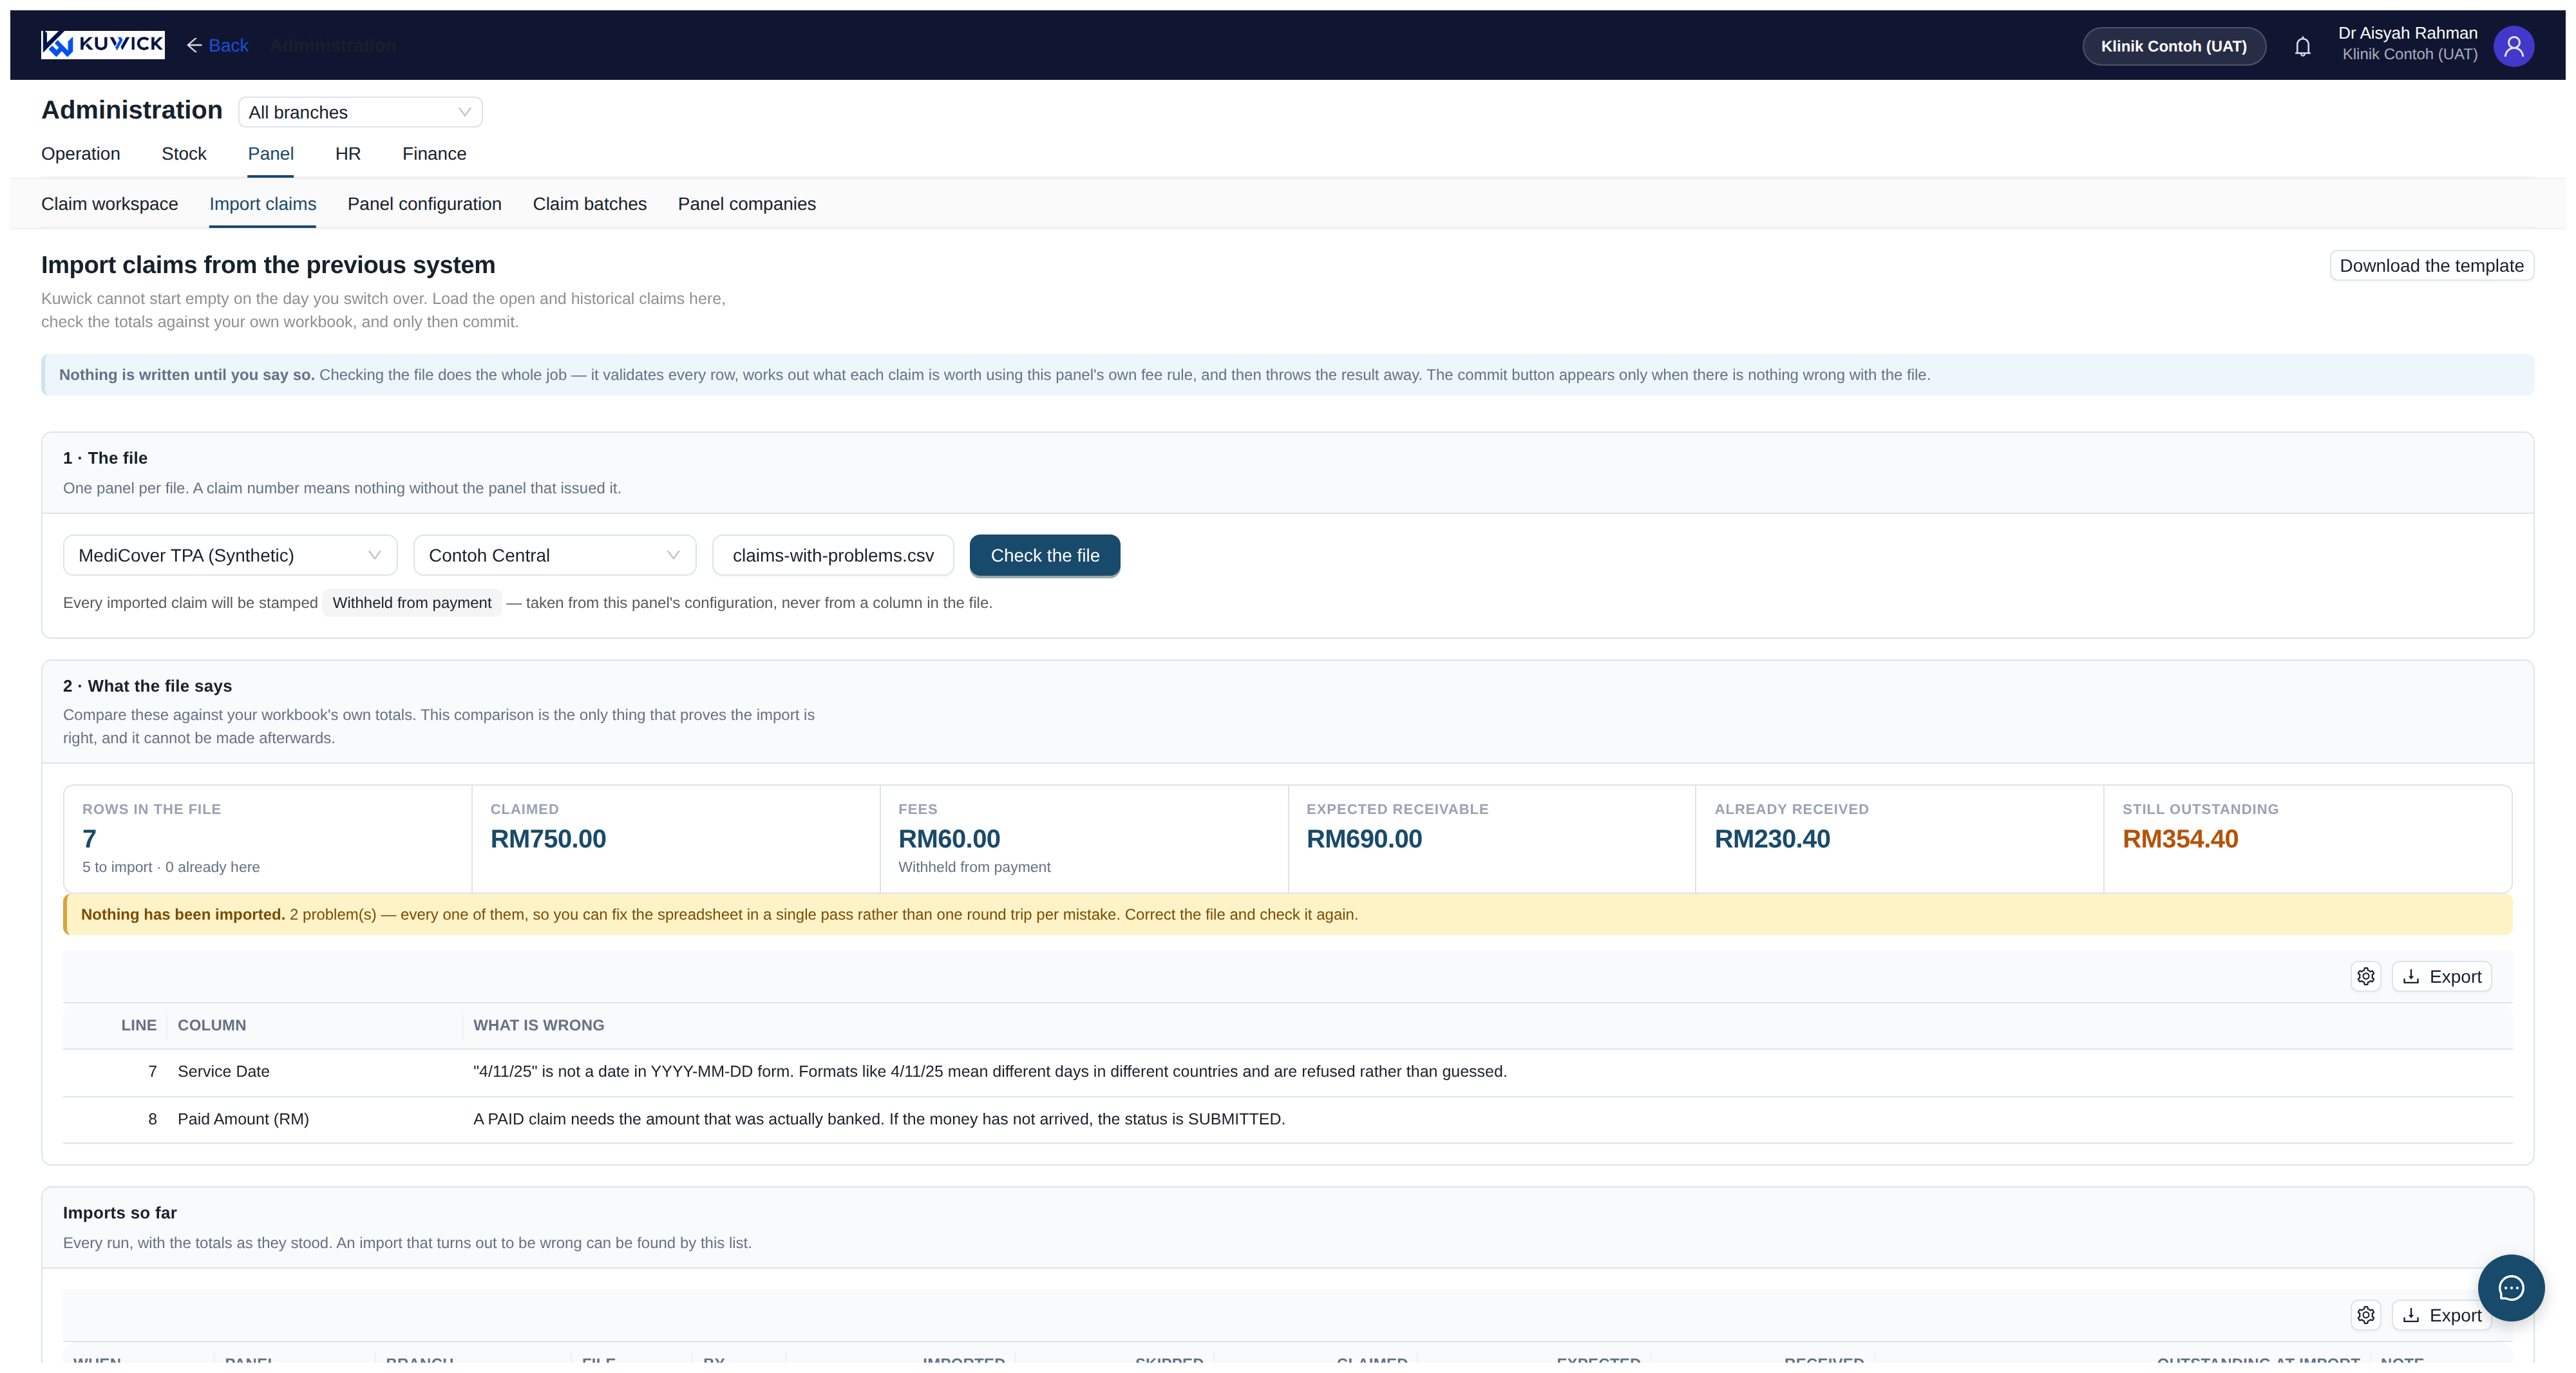 KUWICK
Back
Administration
Klinik Contoh (UAT)
Dr Aisyah Rahman
Klinik Contoh (UAT)
Administration
All branches
Operation Stock Panel HR Finance
Claim workspace Import claims Panel configuration Claim batches Panel companies
Import claims from the previous system
Download the template
Kuwick cannot start empty on the day you switch over. Load the open and historical claims here,
check the totals against your own workbook, and only then commit.
Nothing is written until you say so. Checking the file does the whole job — it validates every row, works out what each claim is worth using this panel's own fee rule, and then throws the result away. The commit button appears only when there is nothing wrong with the file.
1 · The file
One panel per file. A claim number means nothing without the panel that issued it.
MediCover TPA (Synthetic) Contoh Central claims-with-problems.csv Check the file
Every imported claim will be stamped Withheld from payment — taken from this panel's configuration, never from a column in the file.
2 · What the file says
Compare these against your workbook's own totals. This comparison is the only thing that proves the import is
right, and it cannot be made afterwards.
ROWS IN THE FILE CLAIMED FEES EXPECTED RECEIVABLE ALREADY RECEIVED STILL OUTSTANDING
7 RM750.00 RM60.00 RM690.00 RM230.40 RM354.40
5 to import · 0 already here Withheld from payment
Nothing has been imported. 2 problem(s) — every one of them, so you can fix the spreadsheet in a single pass rather than one round trip per mistake. Correct the file and check it again.
Export
LINE COLUMN WHAT IS WRONG
7 Service Date "4/11/25" is not a date in YYYY-MM-DD form. Formats like 4/11/25 mean different days in different countries and are refused rather than guessed.
8 Paid Amount (RM) A PAID claim needs the amount that was actually banked. If the money has not arrived, the status is SUBMITTED.
Imports so far
Every run, with the totals as they stood. An import that turns out to be wrong can be found by this list.
Export
WHEN PANEL BRANCH FILE BY IMPORTED SKIPPED CLAIMED EXPECTED RECEIVED OUTSTANDING AT IMPORT NOTE